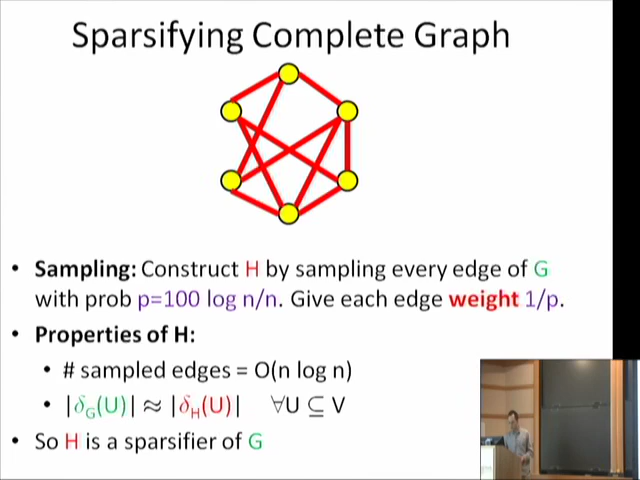 Sparsifying Complete Graph
• Sampling: Construct H by sampling every edge of G
with prob p=100 log n/n. Give each edge weight 1/p.
• Properties of H:
• # sampled edges = O(n log n)
• |δG(U)| ≈ |δH(U)| ∀U ⊆ V
• So H is a sparsifier of G